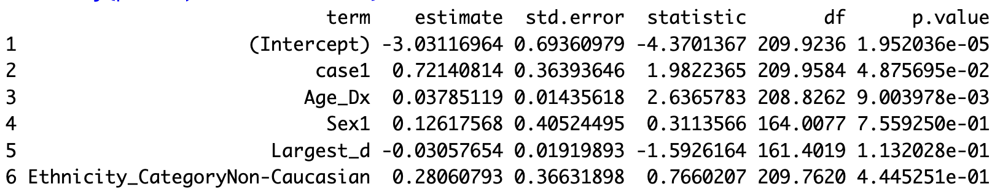 term estimate std.error statistic df p.value
1 (Intercept) -3.03116964 0.69360979 -4.3701367 209.9236 1.952036e-05
2 case1 0.72140814 0.36393646 1.9822365 209.9584 4.875695e-02
3 Age_Dx 0.03785119 0.01435618 2.6365783 208.8262 9.003978e-03
4 Sex1 0.12617568 0.40524495 0.3113566 164.0077 7.559250e-01
5 Largest_d -0.03057654 0.01919893 -1.5926164 161.4019 1.132028e-01
6 Ethnicity_CategoryNon-Caucasian 0.28060793 0.36631898 0.7660207 209.7620 4.445251e-01